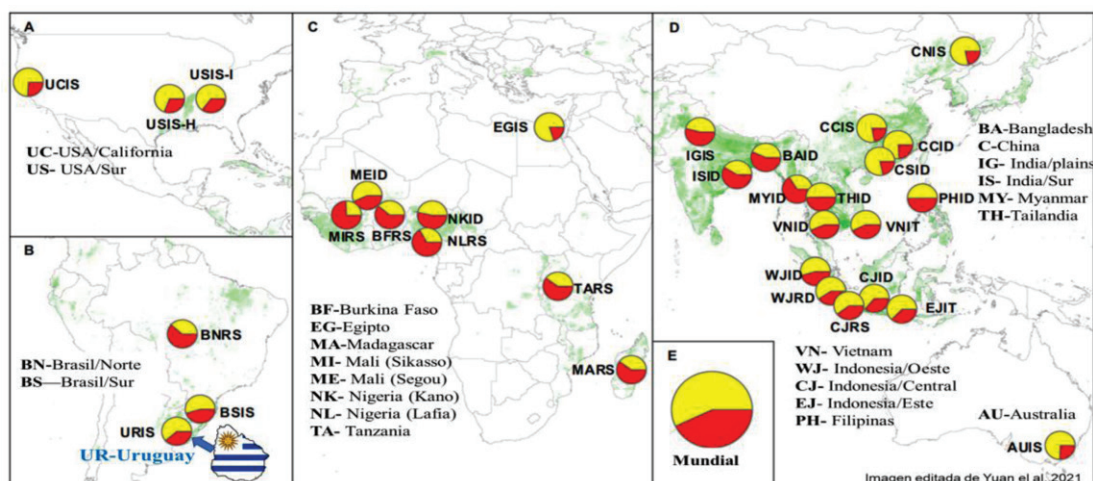 A
UCIS
USIS-I
USIS-H
UC-USA/California
US- USA/Sur
B
BNRS
BN-Brasil/Norte
BS—Brasil/Sur
BSIS
URIS
UR-Uruguay
C
EGIS
MEID
MIRS
BFRS
NKID
NLRS
TARS
MARS
BF-Burkina Faso
EG-Egipto
MA-Madagascar
MI- Mali (Sikasso)
ME- Mali (Segou)
NK- Nigeria (Kano)
NL- Nigeria (Lafia)
TA- Tanzania
D
CNIS
CCIS
CCID
CSID
IGIS
BAID
ISID
MYID
THID
PHID
VNID
VNIT
WJID
CJID
WJRD
EJIT
CJRS
BA-Bangladesh
C-China
IG- India/plains
IS- India/Sur
MY- Myanmar
TH-Tailandia
E
Mundial
VN- Vietnam
WJ- Indonesia/Oeste
CJ- Indonesia/Central
EJ- Indonesia/Este
PH- Filipinas
AU-Australia
AUIS
Imagen editada de Yuan el al. 2021